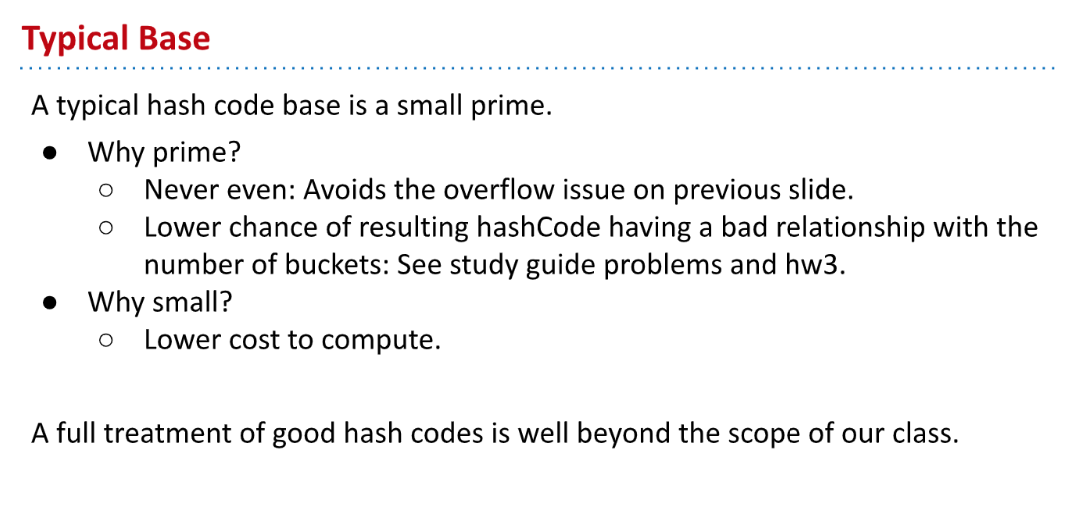 Typical Base
A typical hash code base is a small prime.
● Why prime?
○ Never even: Avoids the overflow issue on previous slide.
○ Lower chance of resulting hashCode having a bad relationship with the
number of buckets: See study guide problems and hw3.
● Why small?
○ Lower cost to compute.
A full treatment of good hash codes is well beyond the scope of our class.